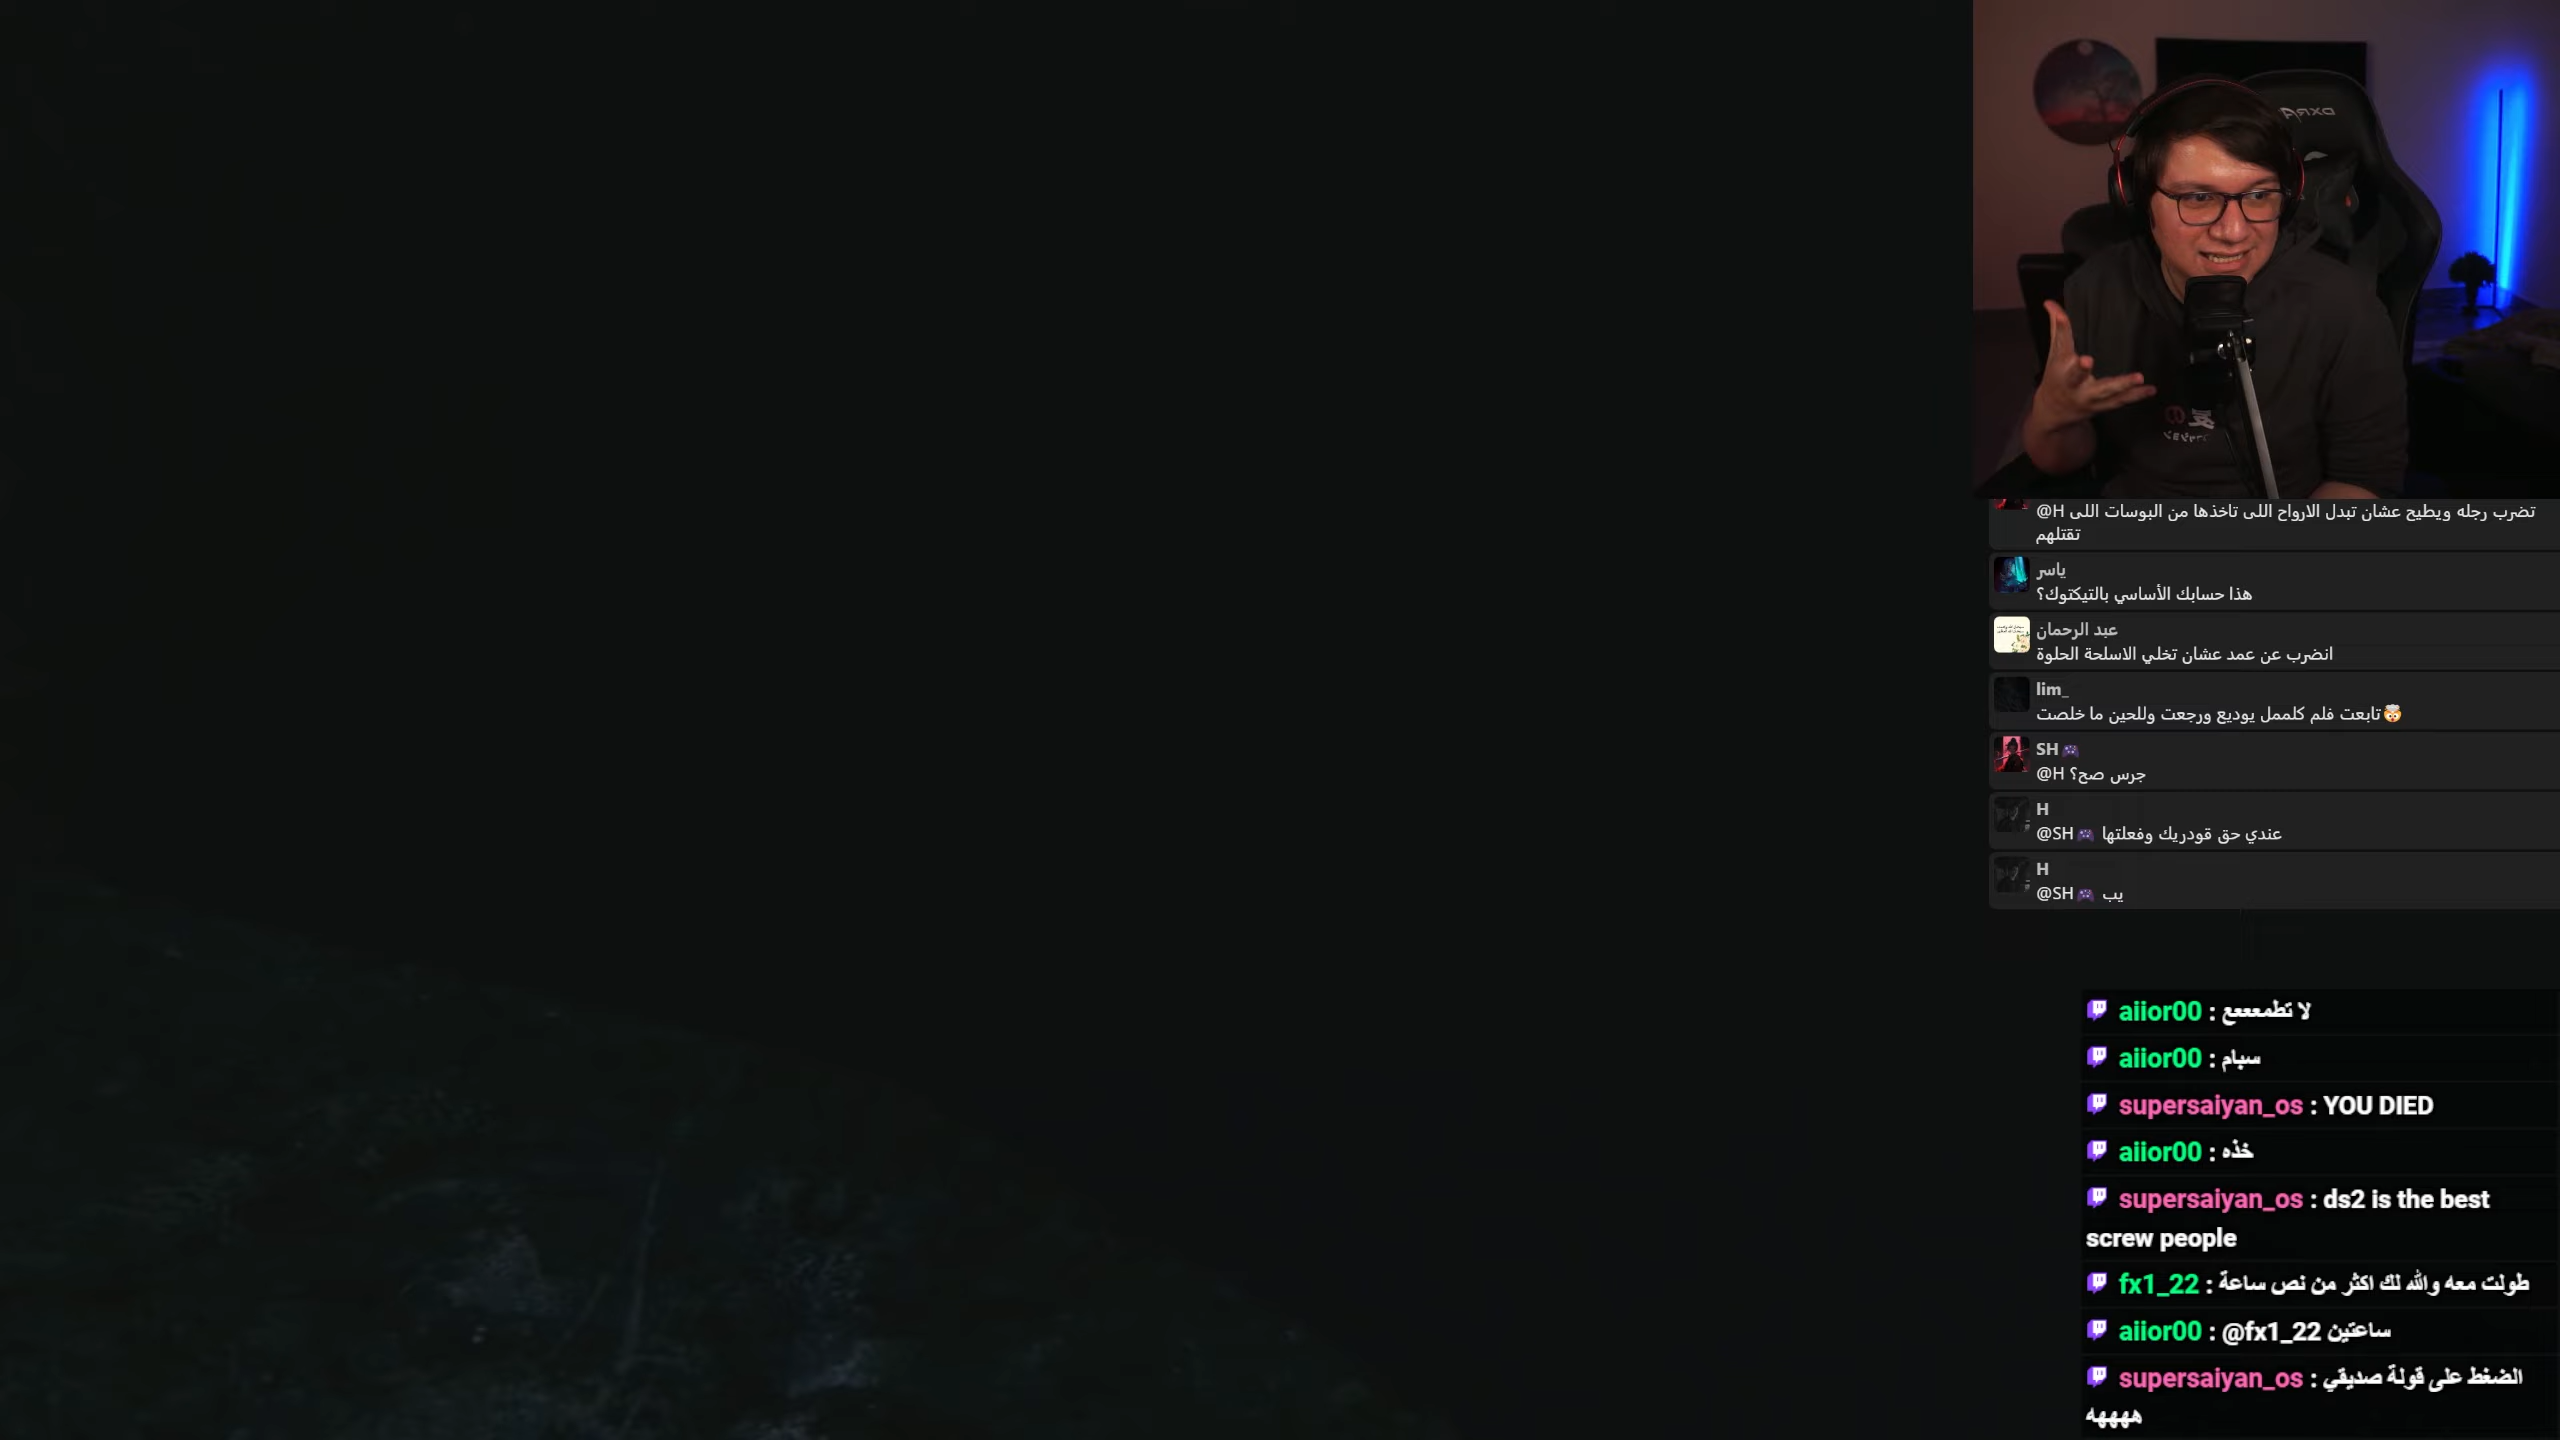 DXRA
@H تضرب رجله ويطيح عشان تبدل الارواح اللى تاخذها من البوسات اللى
تقتلهم
ياسر
هذا حسابك الأساسي بالتيكتوك؟
عبد الرحمان
انضرب عن عمد عشان تخلي الاسلحة الحلوة
lim_
تابعت فلم كلممل يوديع ورجعت وللحين ما خلصت🤯
SH🎮
@H جرس صح؟
H
@SH🎮 عندي حق قودريك وفعلتها
H
@SH🎮 يب
aiior00 : لا تطمعععع
aiior00 : سبام
supersaiyan_os : YOU DIED
aiior00 : خذه
supersaiyan_os : ds2 is the best
screw people
fx1_22 : طولت معه والله لك اكثر من نص ساعة
aiior00 : @fx1_22 ساعتين
supersaiyan_os : الضغط على قولة صديقي
ههههه